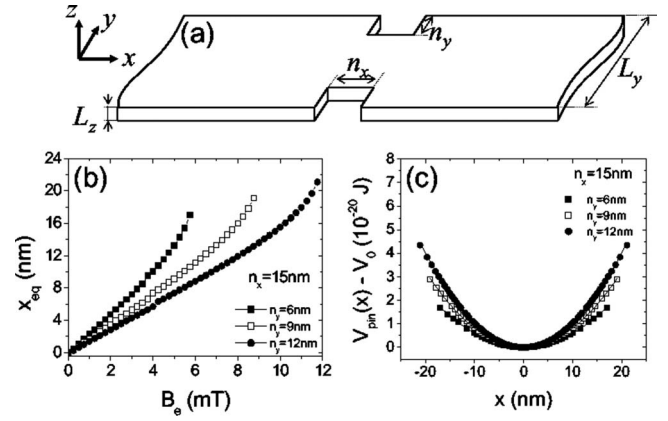 (a)
z
y
x
n_y
n_x
L_y
L_z
(b)
x_eq (nm)
24
20
16
12
8
4
0
n_x=15nm
n_y=6nm
n_y=9nm
n_y=12nm
0 2 4 6 8 10 12
B_e (mT)
(c)
V_pin(x) - V_0 (10^-20 J)
8
7
6
5
4
3
2
1
0
n_x=15nm
n_y=6nm
n_y=9nm
n_y=12nm
-20 -10 0 10 20
x (nm)